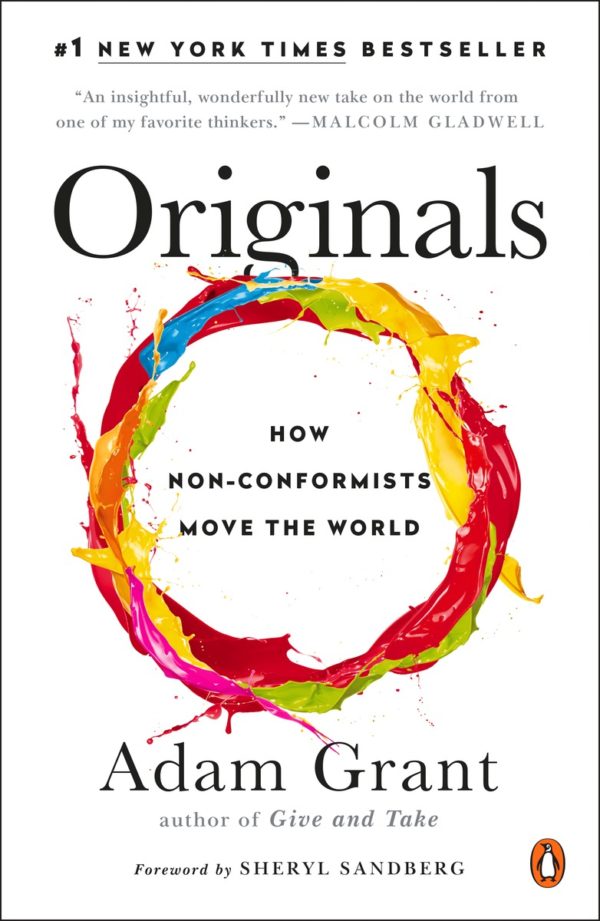 #1 NEW YORK TIMES BESTSELLER
“An insightful, wonderfully new take on the world from
one of my favorite thinkers.” —MALCOLM GLADWELL
Originals
HOW
NON-CONFORMISTS
MOVE THE WORLD
Adam Grant
author of Give and Take
Foreword by SHERYL SANDBERG